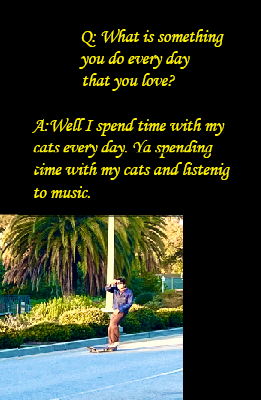 Q: What is something
you do every day
that you love?
A:Well I spend time with my
cats every day. Ya spending
time with my cats and listenig
to music.